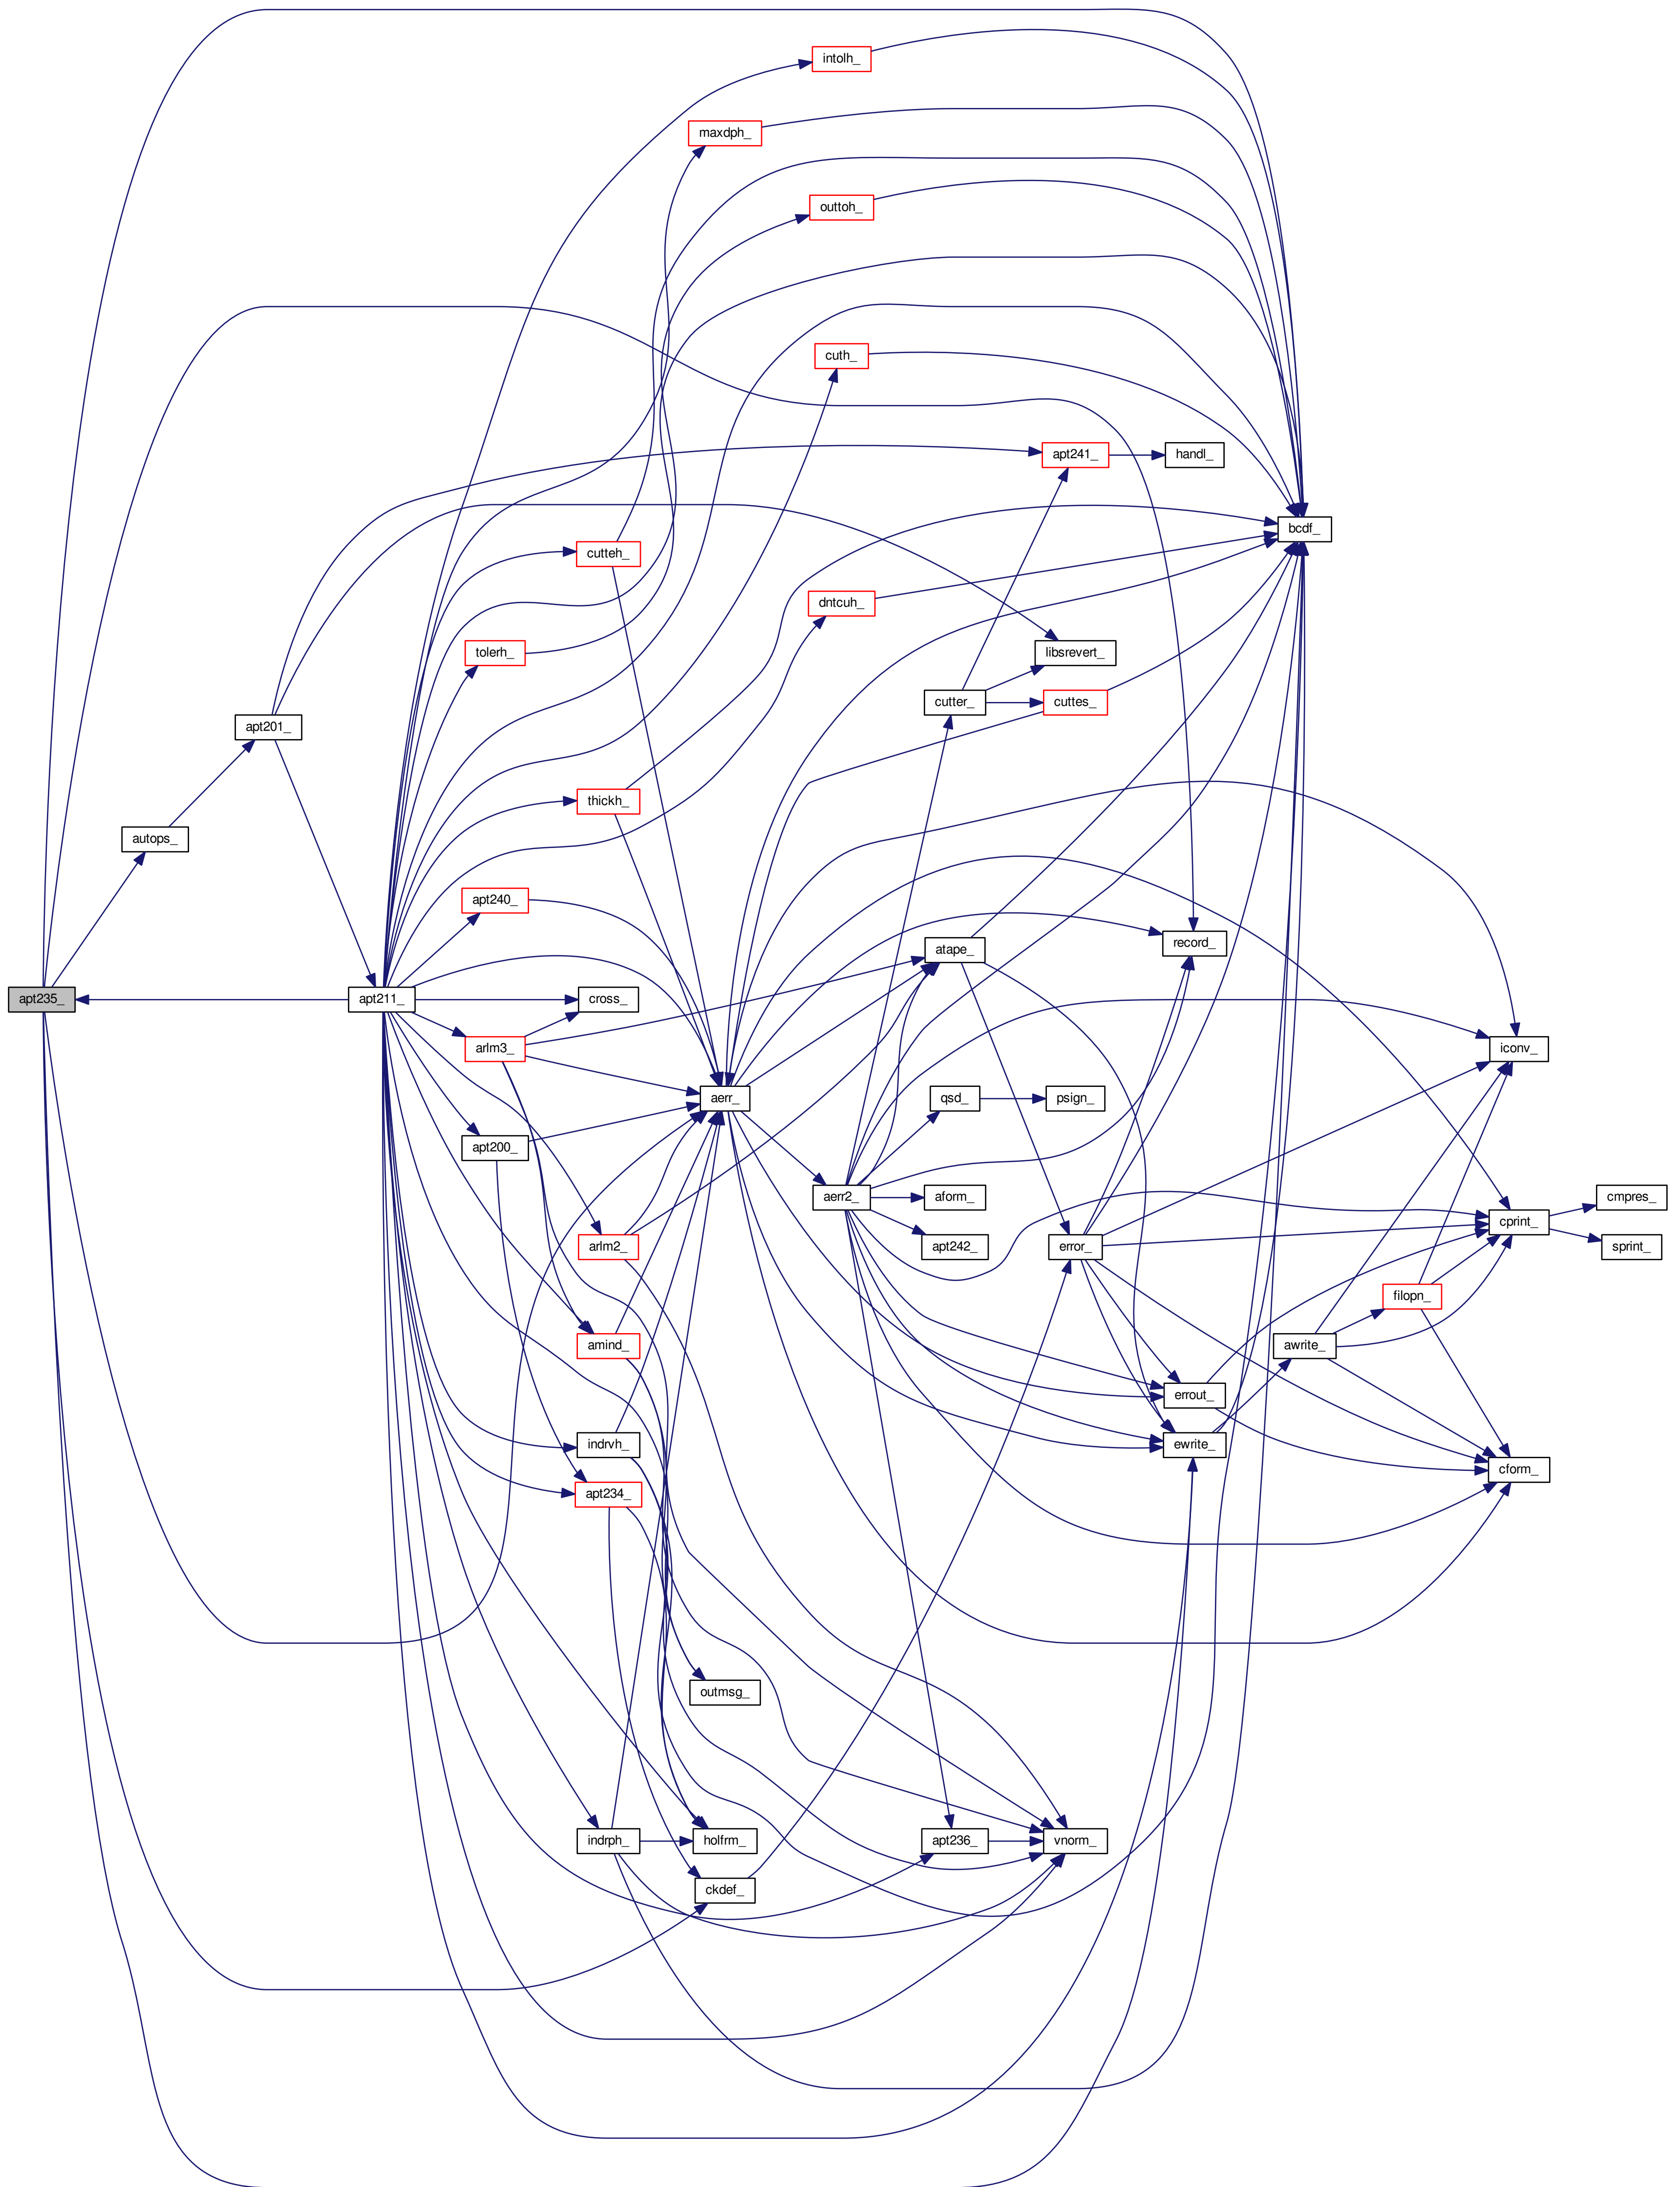 intolh_
maxdph_
outtoh_
cuth_
apt241_
handl_
bcdf_
cutteh_
dntcuh_
tolerh_
libsrevert_
cutter_
cuttes_
apt201_
thickh_
autops_
apt240_
record_
atape_
apt235_
apt211_
cross_
arlm3_
iconv_
aerr_
qsd_
psign_
apt200_
aerr2_
aform_
cmpres_
cprint_
arlm2_
apt242_
error_
sprint_
filopn_
amind_
awrite_
errout_
indrvh_
ewrite_
cform_
apt234_
outmsg_
indrph_
holfrm_
apt236_
vnorm_
ckdef_